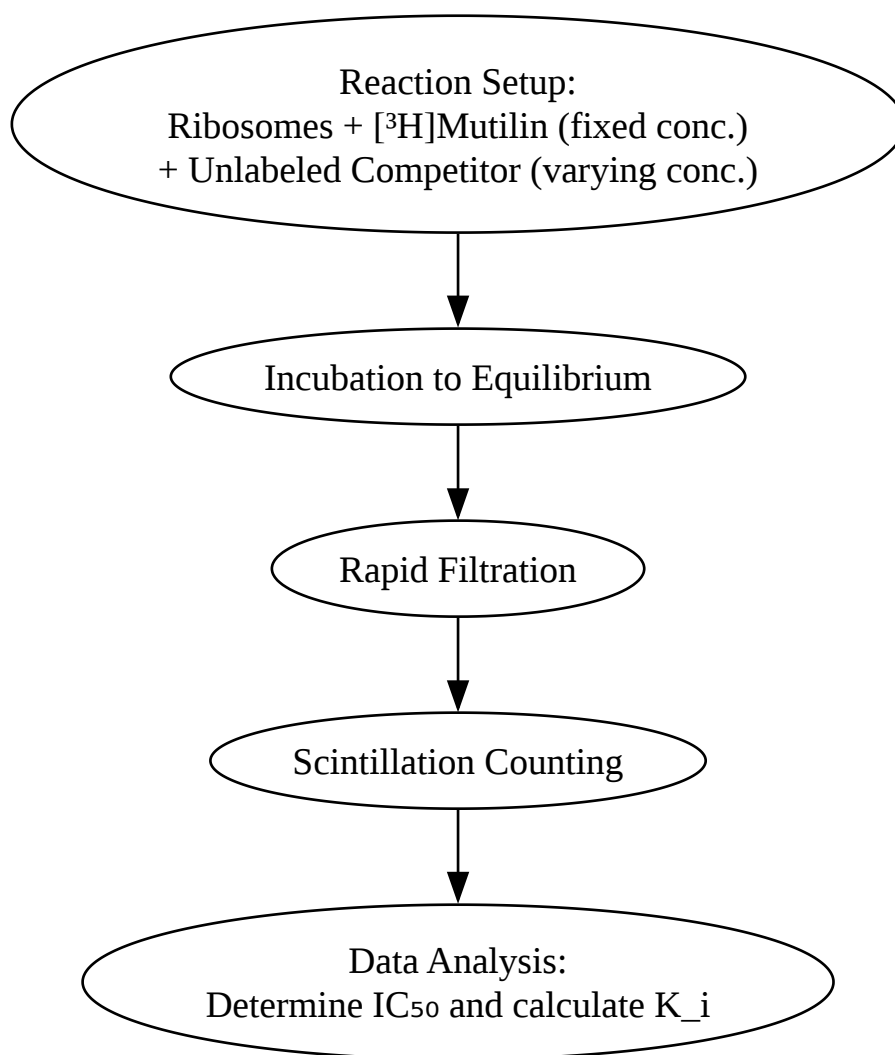 Reaction Setup:
Ribosomes + [³H]Mutilin (fixed conc.)
+ Unlabeled Competitor (varying conc.)
Incubation to Equilibrium
Rapid Filtration
Scintillation Counting
Data Analysis:
Determine IC₅₀ and calculate K_i